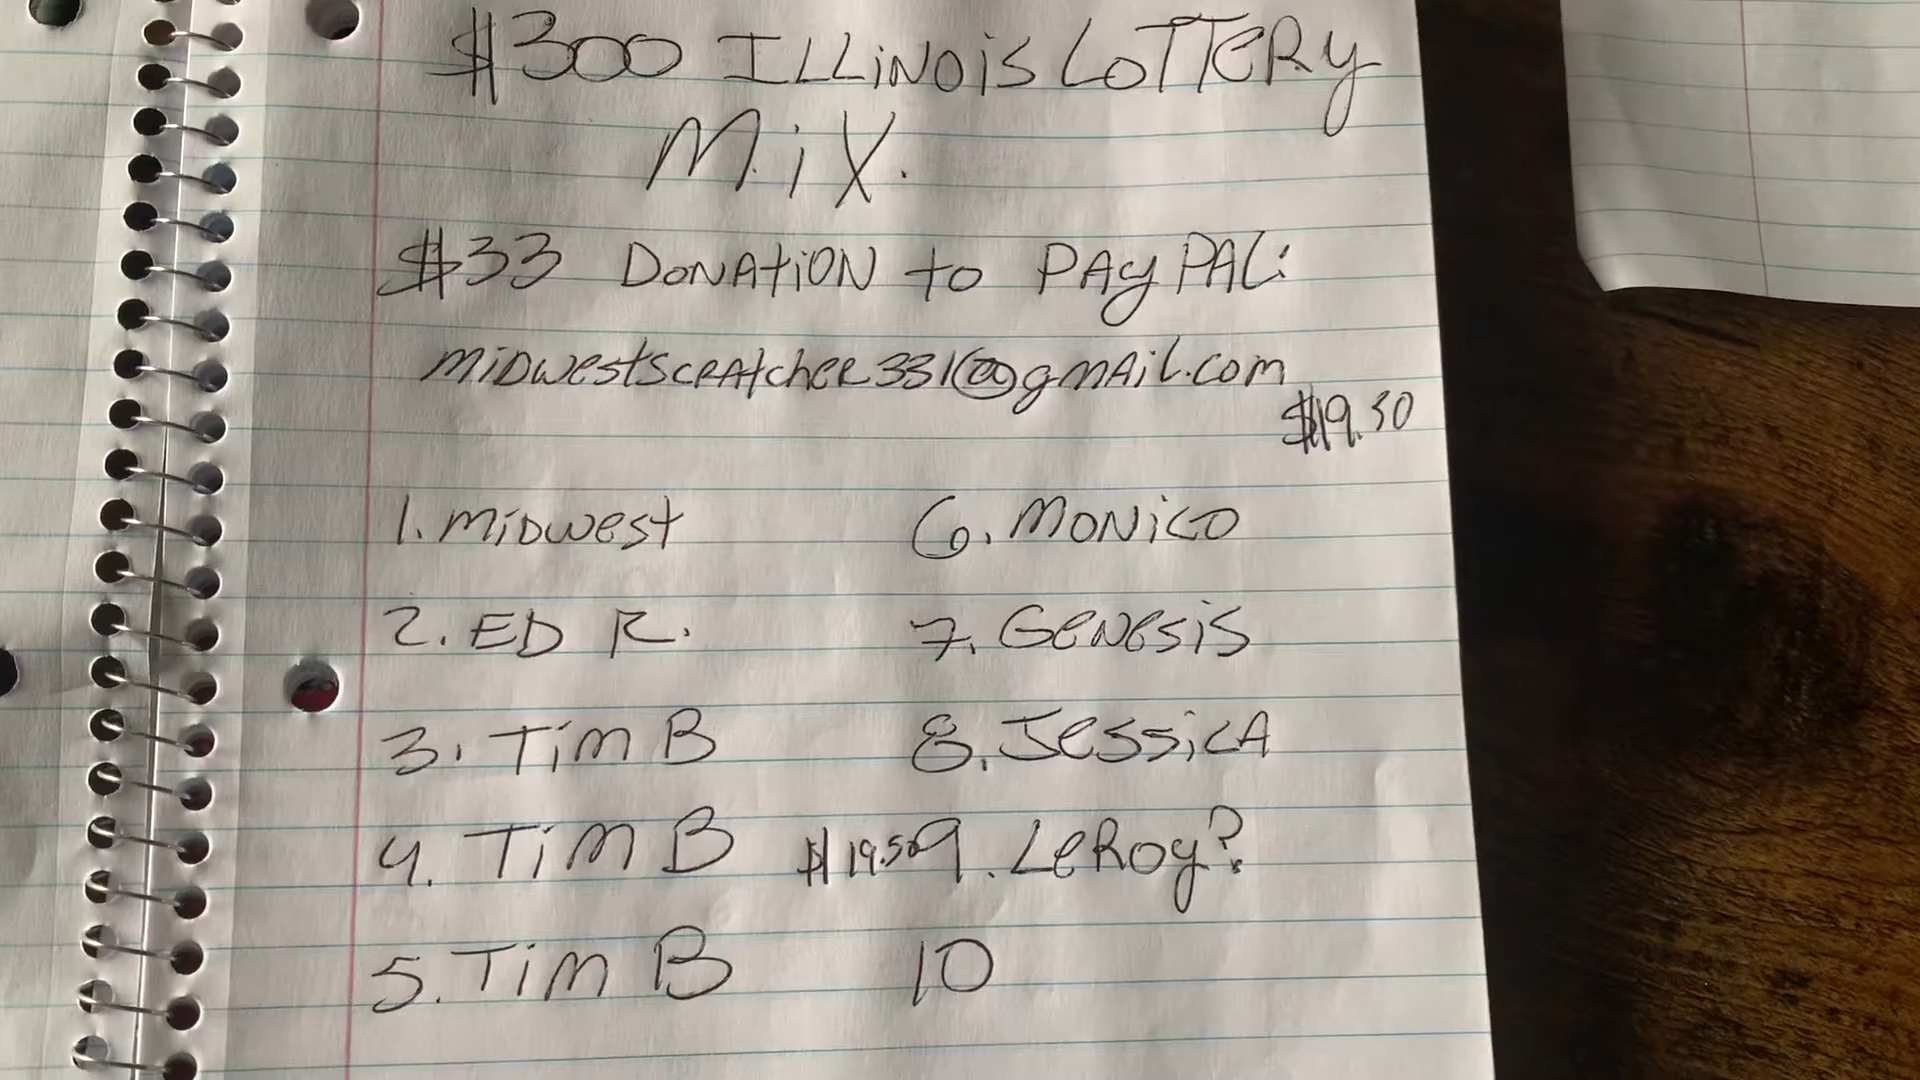 $300 ILLiNOiS LOTTERy
MiX.
$33 DONATiON to PAyPAL:
MiDWestscRAtcheR331@gmAiL.com
$19.50
1. MiDWest
2. ED R.
3. Tim B
4. Tim B
5. Tim B
6. MONiCO
7. GeNesiS
8. JessicA
$19.50 9. LeRoy?
10